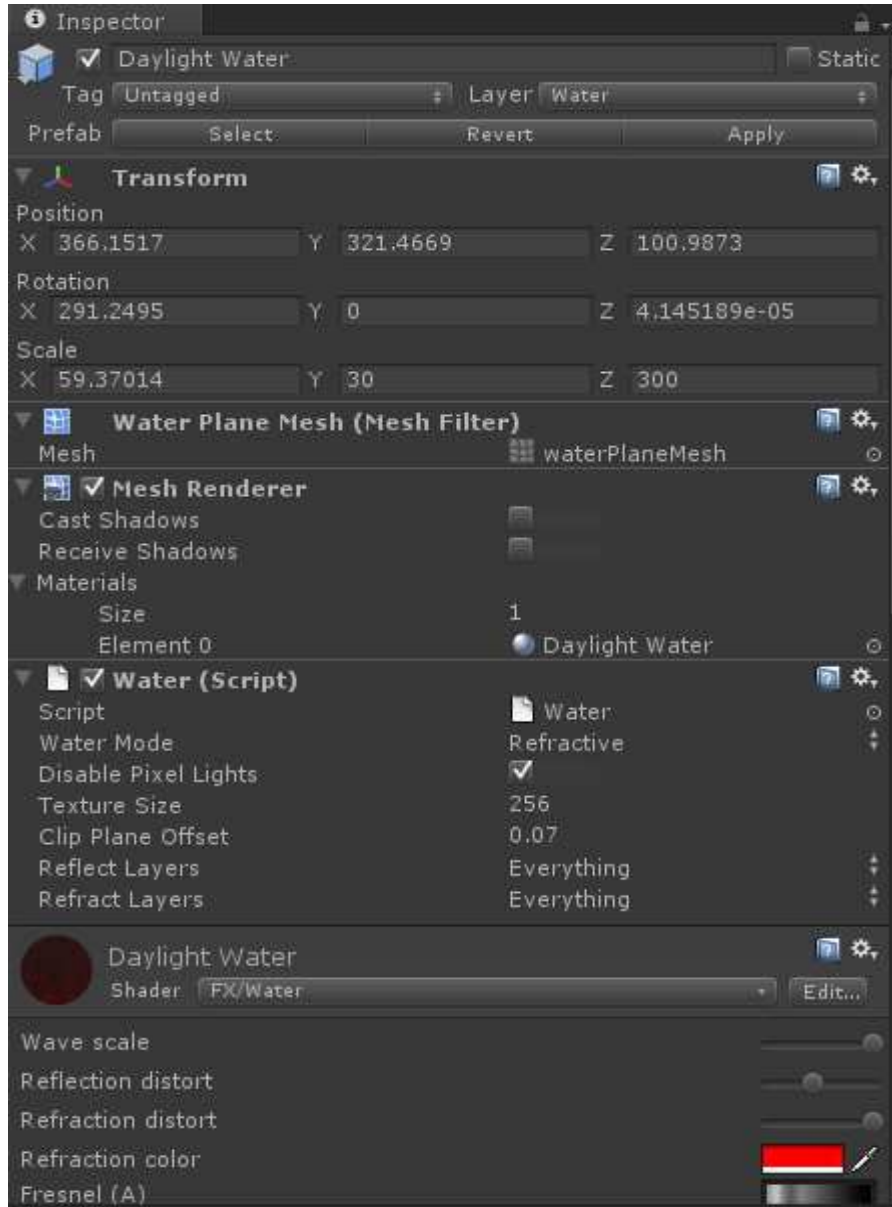 Inspector
Daylight Water Static
Tag Untagged Layer Water
Prefab Select Revert Apply
Transform
Position
X 366.1517 Y 321.4669 Z 100.9873
Rotation
X 291.2495 Y 0 Z 4.145189e-05
Scale
X 59.37014 Y 30 Z 300
Water Plane Mesh (Mesh Filter)
Mesh waterPlaneMesh
Mesh Renderer
Cast Shadows
Receive Shadows
Materials
Size 1
Element 0 Daylight Water
Water (Script)
Script Water
Water Mode Refractive
Disable Pixel Lights
Texture Size 256
Clip Plane Offset 0.07
Reflect Layers Everything
Refract Layers Everything
Daylight Water
Shader FX/Water Edit...
Wave scale
Reflection distort
Refraction distort
Refraction color
Fresnel (A)